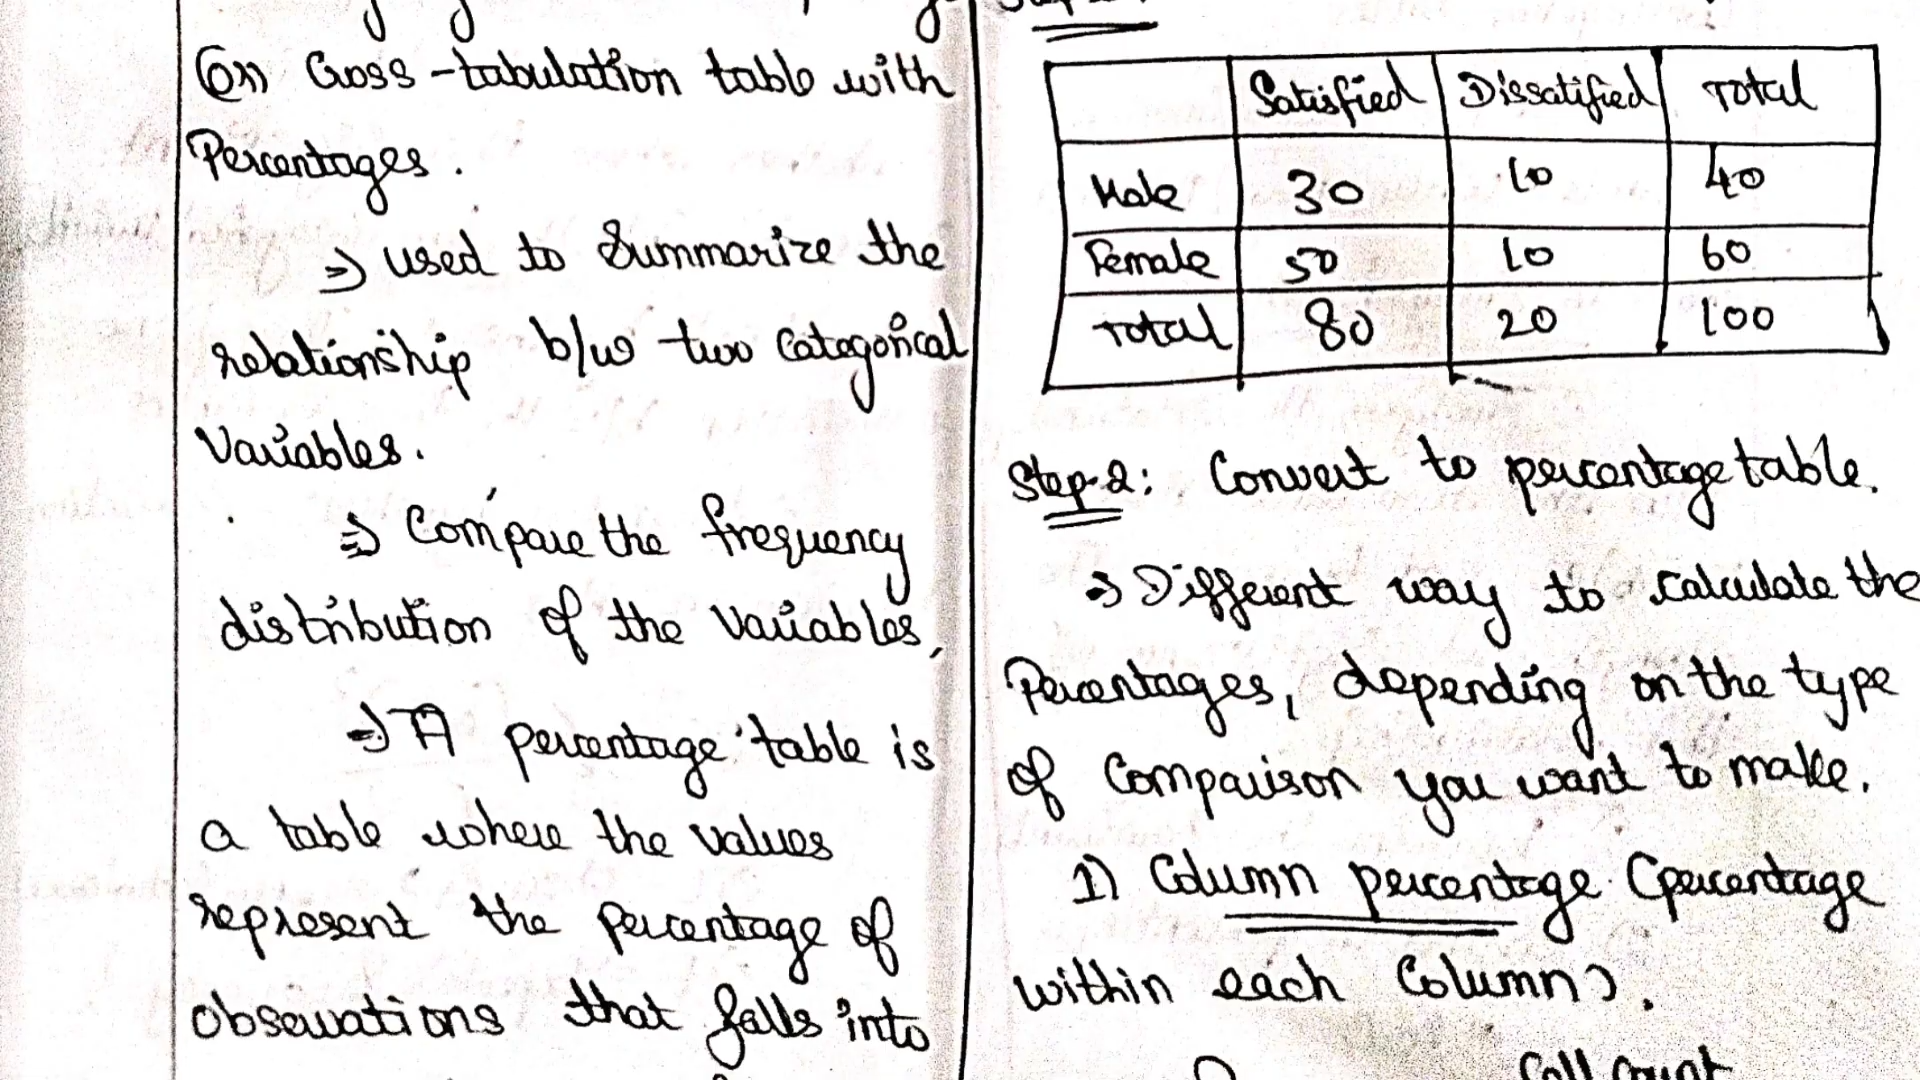 (or) Cross-tabulation table with
Percentages.
=> used to Summarize the
relationship b/w two Categorical
Variables.
=> Compare the frequency
distribution of the Variables,
=> A percentage table is
a table where the values
represent the percentage of
observations that falls into
Satisfied Dissatified Total
Male 30 10 40
Female 50 10 60
Total 80 20 100
Step-2: Convert to percentage table.
=> Different way to calculate the
Percentages, depending on the type
of Comparison you want to make.
1) Column percentage (percentage
within each Column).
Cell Count